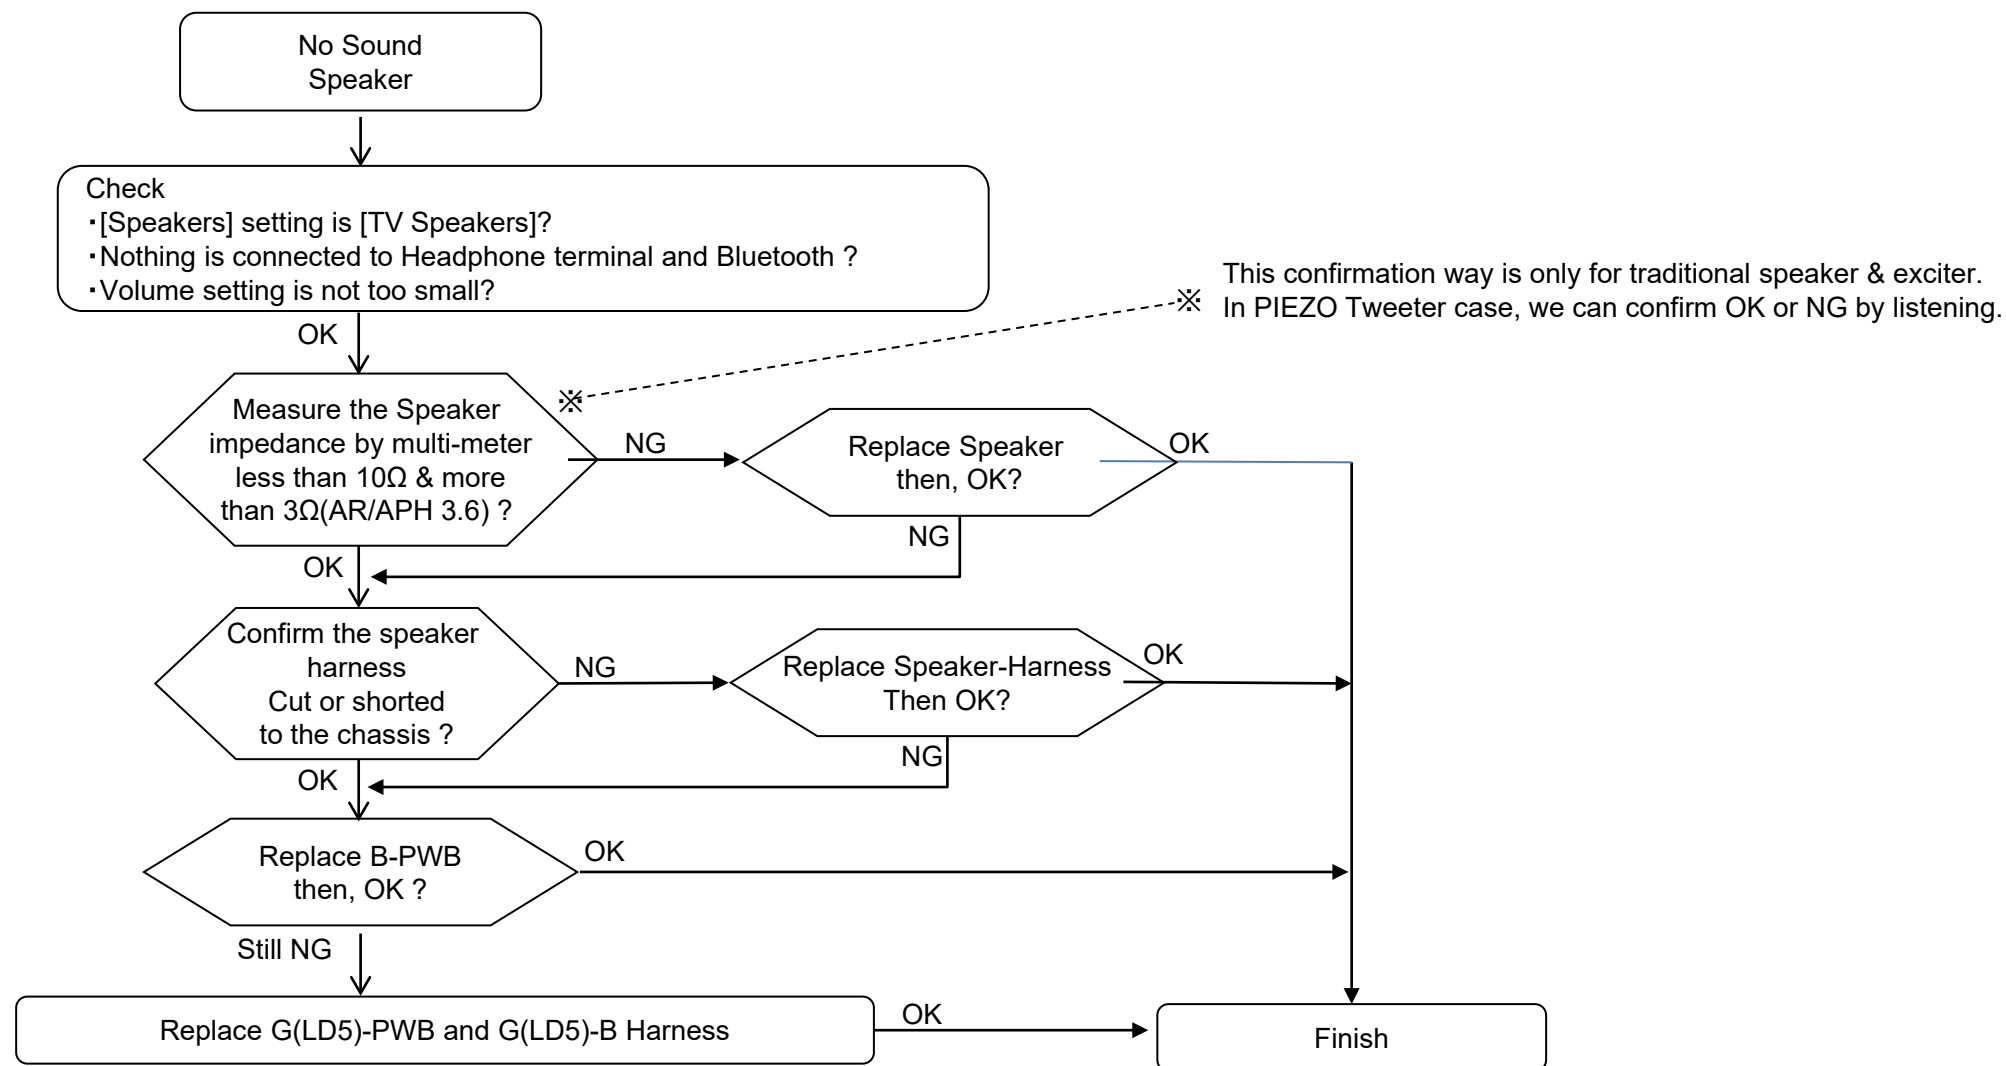 No Sound
Speaker
Check
・[Speakers] setting is [TV Speakers]?
・Nothing is connected to Headphone terminal and Bluetooth ?
・Volume setting is not too small?
※ This confirmation way is only for traditional speaker & exciter.
In PIEZO Tweeter case, we can confirm OK or NG by listening.
OK
Measure the Speaker
impedance by multi-meter
less than 10Ω & more
than 3Ω(AR/APH 3.6) ?
※
NG
Replace Speaker
then, OK?
OK
NG
OK
Confirm the speaker
harness
Cut or shorted
to the chassis ?
NG
Replace Speaker-Harness
Then OK?
OK
NG
OK
Replace B-PWB
then, OK ?
OK
Still NG
Replace G(LD5)-PWB and G(LD5)-B Harness
OK
Finish